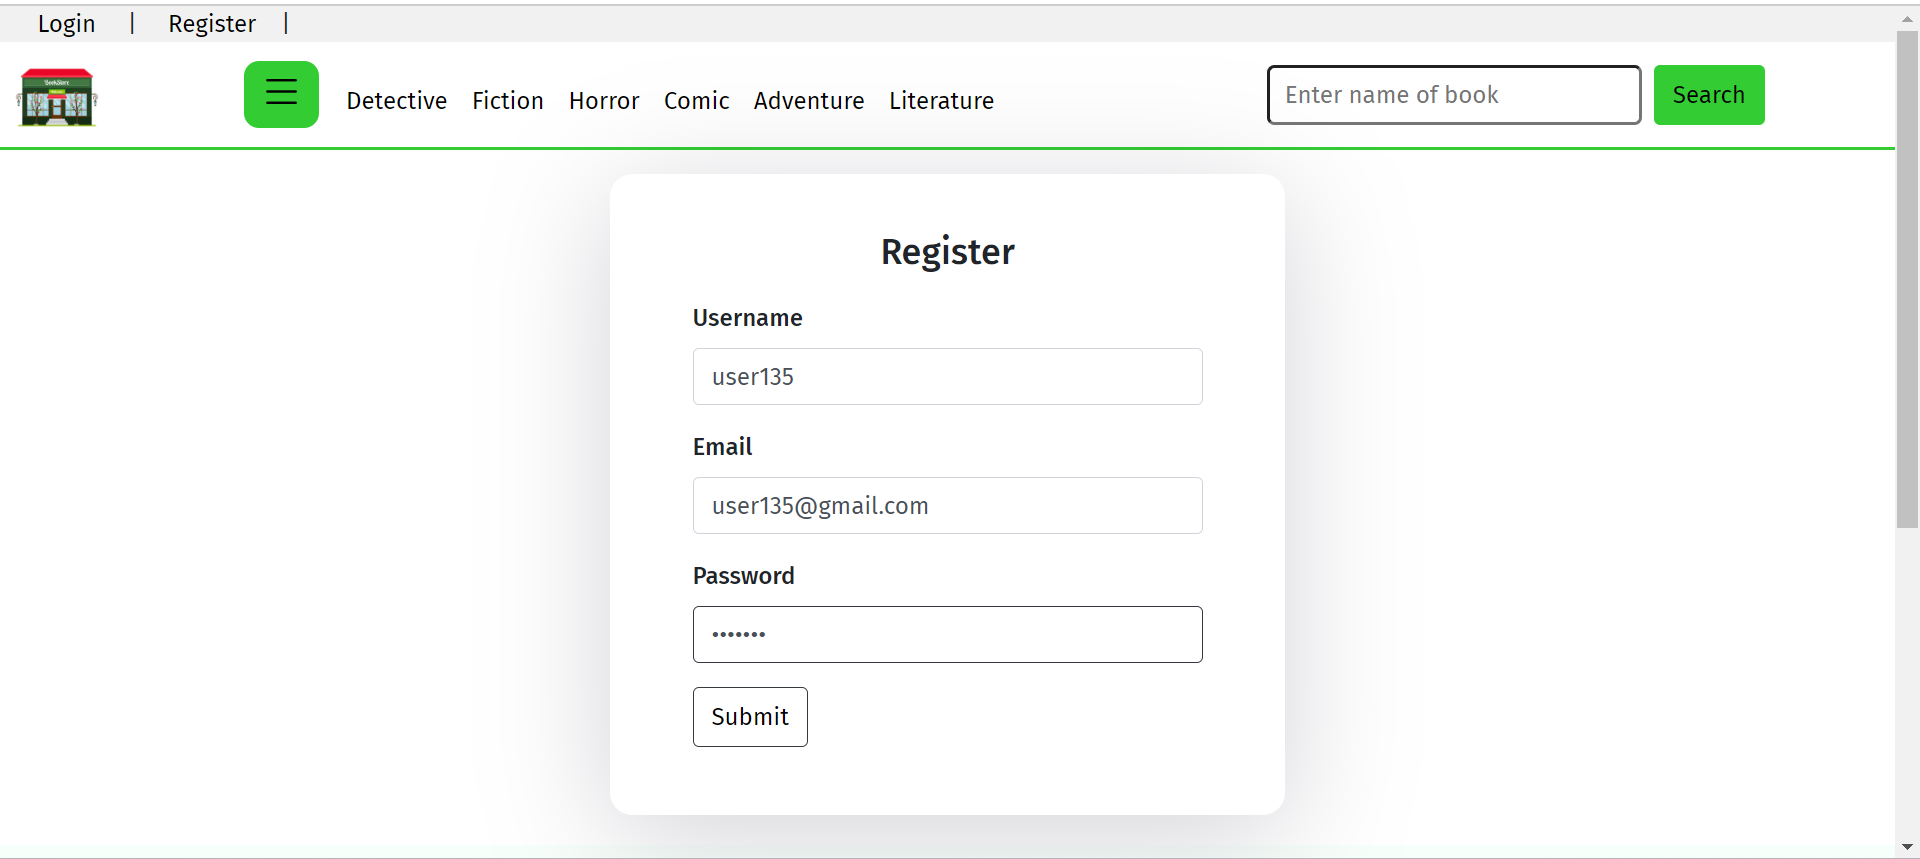 Login | Register |
BookStore
Detective Fiction Horror Comic Adventure Literature
Enter name of book
Search
Register
Username
user135
Email
user135@gmail.com
Password
•••••••
Submit